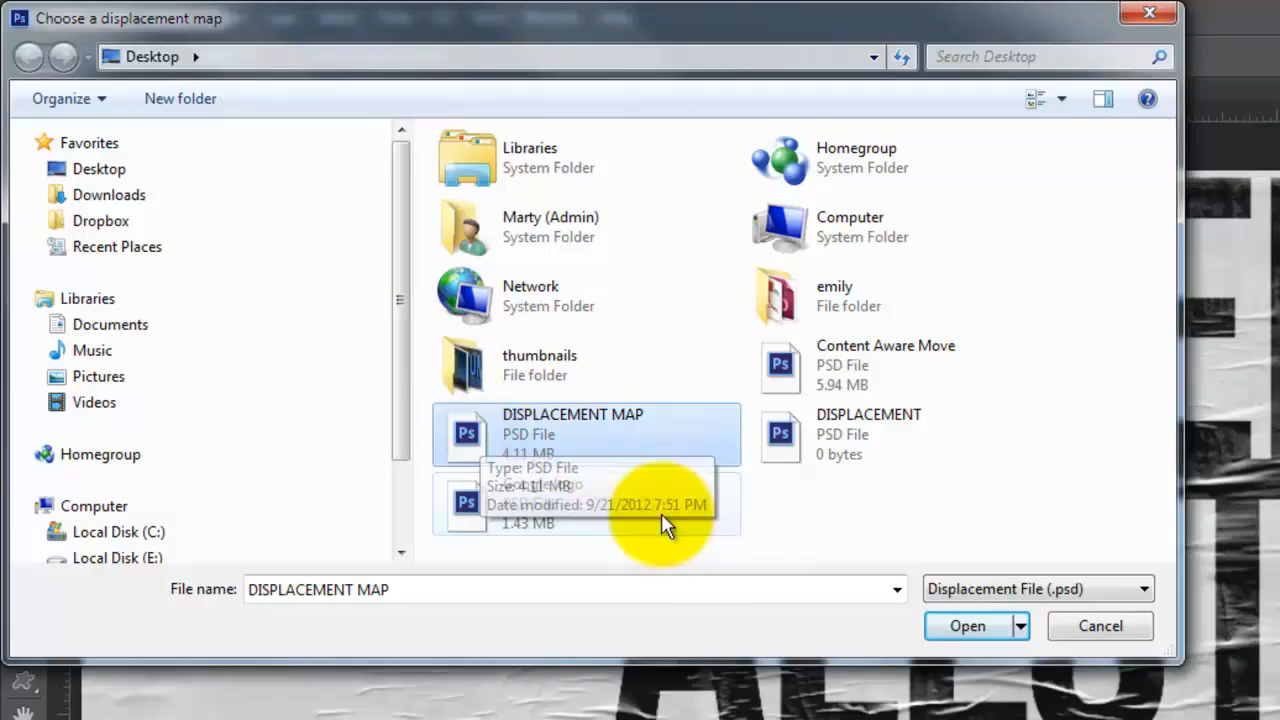 Ps Choose a displacement map
Desktop
Search Desktop
Organize
New folder
Favorites
Desktop
Downloads
Dropbox
Recent Places
Libraries
Documents
Music
Pictures
Videos
Homegroup
Computer
Local Disk (C:)
Local Disk (E:)
Libraries
System Folder
Homegroup
System Folder
Marty (Admin)
System Folder
Computer
System Folder
Network
System Folder
emily
File folder
thumbnails
File folder
Ps
Content Aware Move
PSD File
5.94 MB
Ps
DISPLACEMENT MAP
PSD File
4.11 MB
Ps
DISPLACEMENT
PSD File
0 bytes
Type: PSD File
Size: 4.11 MB
Date modified: 9/21/2012 7:51 PM
Ps
1.43 MB
File name:
DISPLACEMENT MAP
Displacement File (.psd)
Open
Cancel